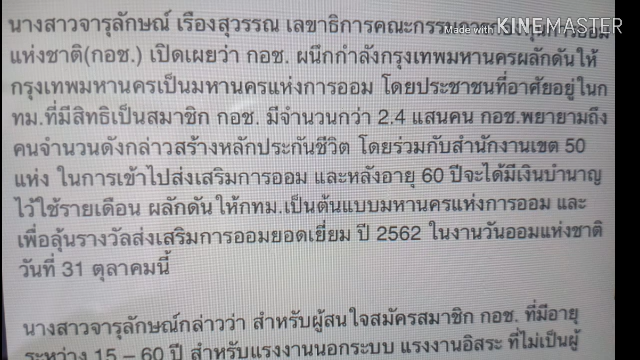 นางสาวจารุลักษณ์ เรืองสุวรรณ เลขาธิการคณะกรรม
Made with KINEMASTER
แห่งชาติ(กอช.) เปิดเผยว่า กอช. ผนึกกำลังกรุงเทพมหานครผลักดันให้
กรุงเทพมหานครเป็นมหานครแห่งการออม โดยประชาชนที่อาศัยอยู่ในก
ทม.ที่มีสิทธิเป็นสมาชิก กอช. มีจำนวนกว่า 2.4 แสนคน กอช.พยายามถึง
คนจำนวนดังกล่าวสร้างหลักประกันชีวิต โดยร่วมกับสำนักงานเขต 50
แห่ง ในการเข้าไปส่งเสริมการออม และหลังอายุ 60 ปีจะได้มีเงินบำนาญ
ไว้ใช้รายเดือน ผลักดันให้กทม.เป็นต้นแบบมหานครแห่งการออม และ
เพื่อลุ้นรางวัลส่งเสริมการออมยอดเยี่ยม ปี 2562 ในงานวันออมแห่งชาติ
วันที่ 31 ตุลาคมนี้
นางสาวจารุลักษณ์กล่าวว่า สำหรับผู้สนใจสมัครสมาชิก กอช. ที่มีอายุ
ระหว่าง 15 – 60 ปี สำหรับแรงงานนอกระบบ แรงงานอิสระ ที่ไม่เป็นผู้